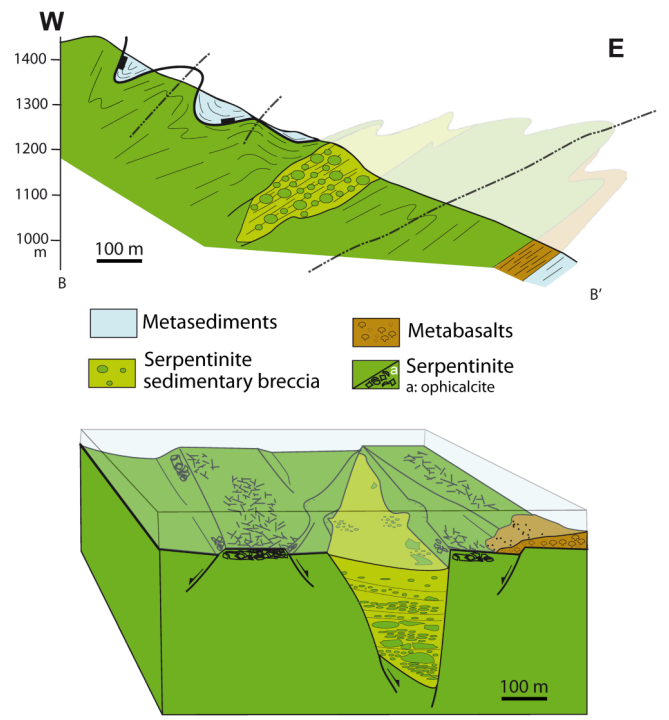 W
E
1400
1300
1200
1100
1000
m
100 m
B
B'
Metasediments
Metabasalts
Serpentinite
sedimentary breccia
a
Serpentinite
a: ophicalcite
100 m